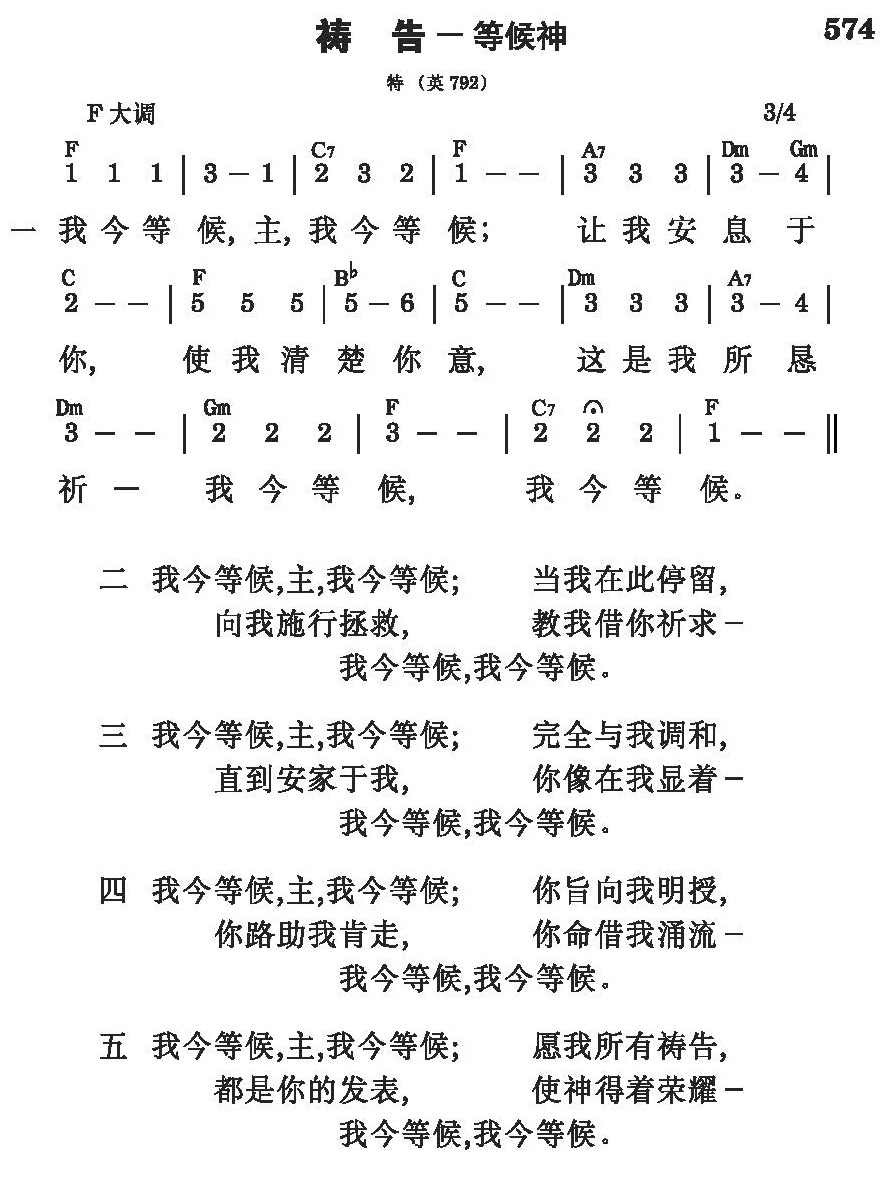 祷 告 － 等候神 574
特 （英 792）
F 大调 3/4
F C7 F A7 Dm Gm
1 1 1 | 3 － 1 | 2 3 2 | 1 － － | 3 3 3 | 3 － 4 |
一 我 今 等 候, 主, 我 今 等 候; 让 我 安 息 于
C F B♭ C Dm A7
2 － － | 5 5 5 | 5 － 6 | 5 － － | 3 3 3 | 3 － 4 |
你, 使 我 清 楚 你 意, 这 是 我 所 恳
Dm Gm F C7 𝄐 F
3 － － | 2 2 2 | 3 － － | 2 2 2 | 1 － － ‖
祈 － 我 今 等 候, 我 今 等 候。
二 我今等候,主,我今等候; 当我在此停留,
向我施行拯救, 教我借你祈求－
我今等候,我今等候。
三 我今等候,主,我今等候; 完全与我调和,
直到安家于我, 你像在我显着－
我今等候,我今等候。
四 我今等候,主,我今等候; 你旨向我明授,
你路助我肯走, 你命借我涌流－
我今等候,我今等候。
五 我今等候,主,我今等候; 愿我所有祷告,
都是你的发表, 使神得着荣耀－
我今等候,我今等候。